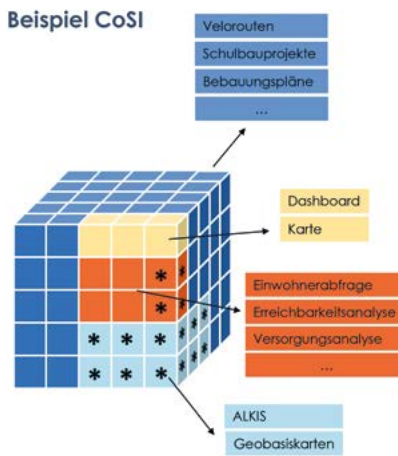 Beispiel CoSI
Velorouten
Schulbauprojekte
Bebauungspläne
...
Dashboard
Karte
Einwohnerabfrage
Erreichbarkeitsanalyse
Versorgungsanalyse
...
ALKIS
Geobasiskarten